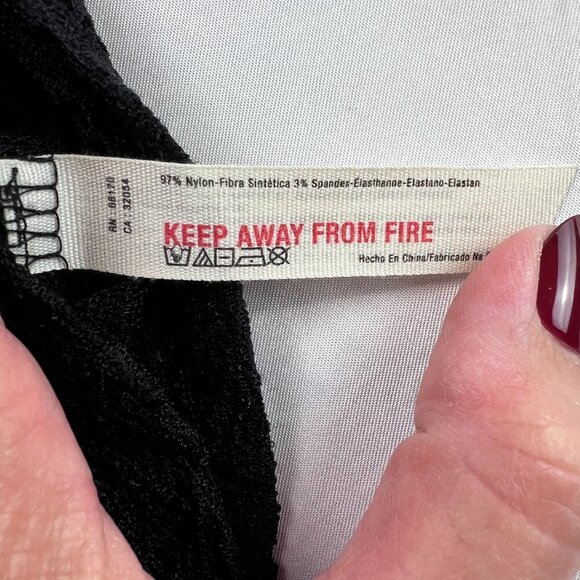 RN: 66170
CA: 32054
97% Nylon-Fibra Sintética 3% Spandex-Élasthanne-Elastano-Elastan
KEEP AWAY FROM FIRE
Hecho En China/Fabricado Na